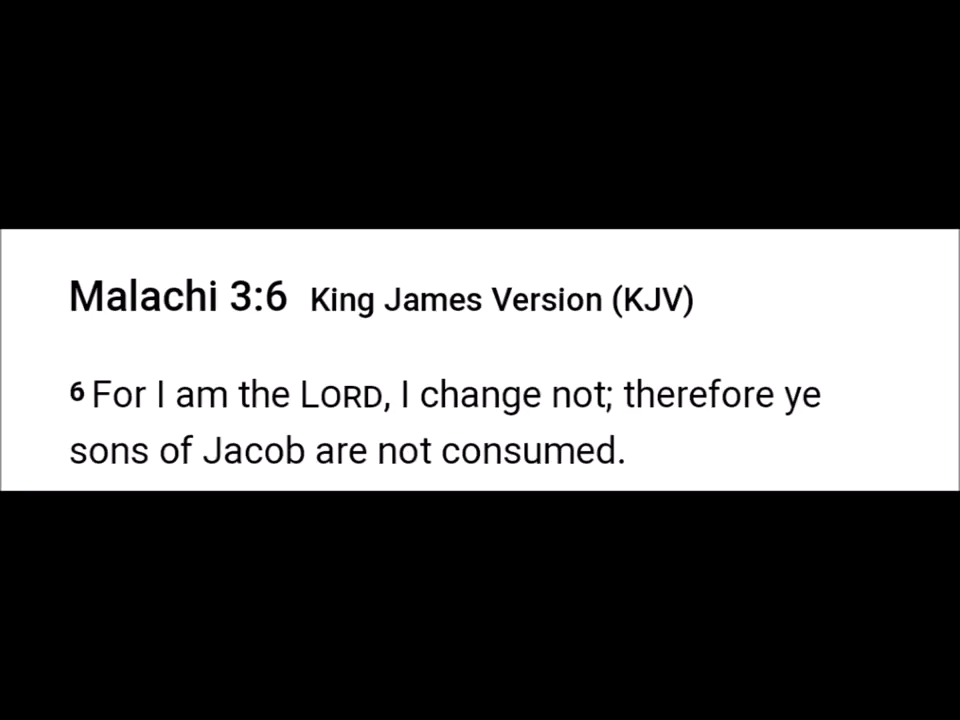 Malachi 3:6 King James Version (KJV)
6 For I am the LORD, I change not; therefore ye
sons of Jacob are not consumed.